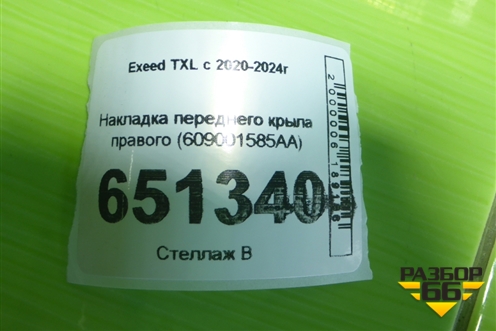 Exeed TXL с 2020-2024г
Накладка переднего крыла
правого (609001585AA)
651340
Стеллаж В
РАЗБОР
66